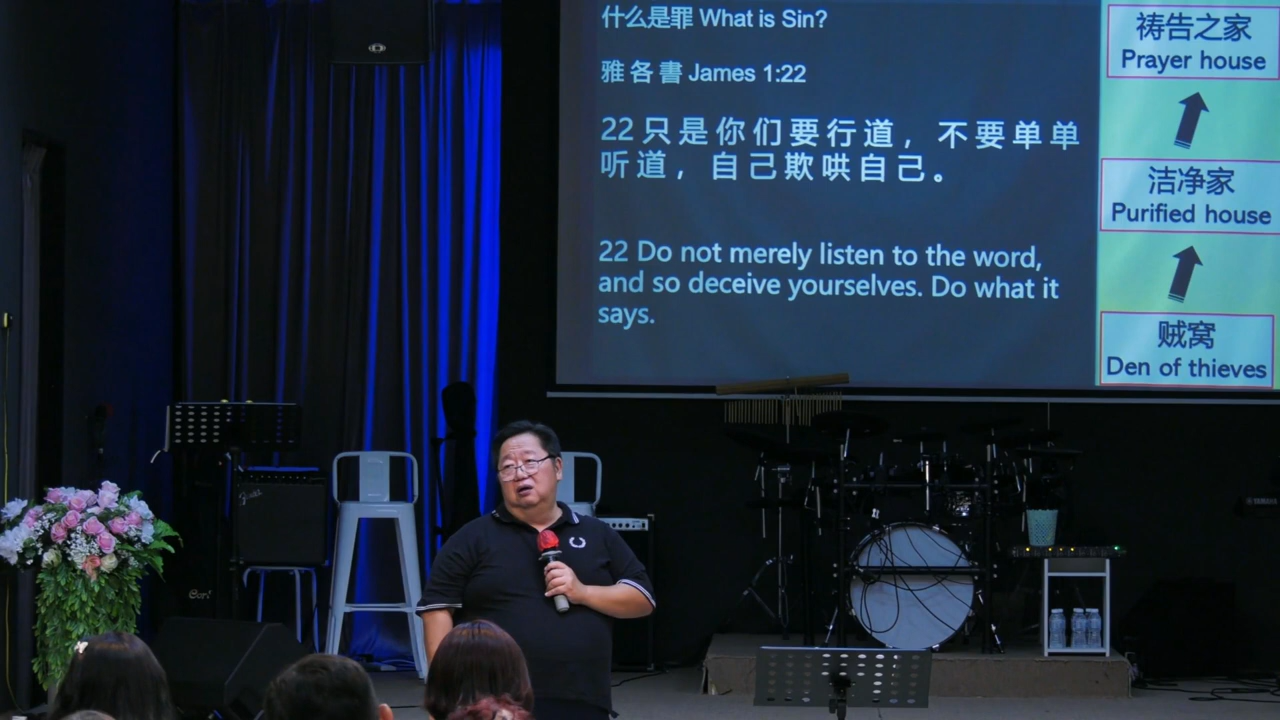 什么是罪 What is Sin?
雅各書 James 1:22
22 只是你们要行道，不要单单
听道，自己欺哄自己。
22 Do not merely listen to the word,
and so deceive yourselves. Do what it
says.
祷告之家
Prayer house
洁净家
Purified house
贼窝
Den of thieves
Fender
YAMAHA